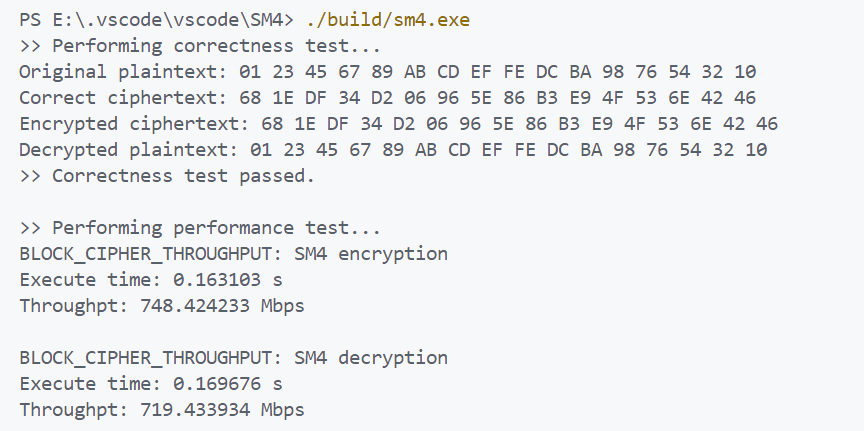 PS E:\.vscode\vscode\SM4> ./build/sm4.exe
>> Performing correctness test...
Original plaintext: 01 23 45 67 89 AB CD EF FE DC BA 98 76 54 32 10
Correct ciphertext: 68 1E DF 34 D2 06 96 5E 86 B3 E9 4F 53 6E 42 46
Encrypted ciphertext: 68 1E DF 34 D2 06 96 5E 86 B3 E9 4F 53 6E 42 46
Decrypted plaintext: 01 23 45 67 89 AB CD EF FE DC BA 98 76 54 32 10
>> Correctness test passed.

>> Performing performance test...
BLOCK_CIPHER_THROUGHPUT: SM4 encryption
Execute time: 0.163103 s
Throughpt: 748.424233 Mbps

BLOCK_CIPHER_THROUGHPUT: SM4 decryption
Execute time: 0.169676 s
Throughpt: 719.433934 Mbps